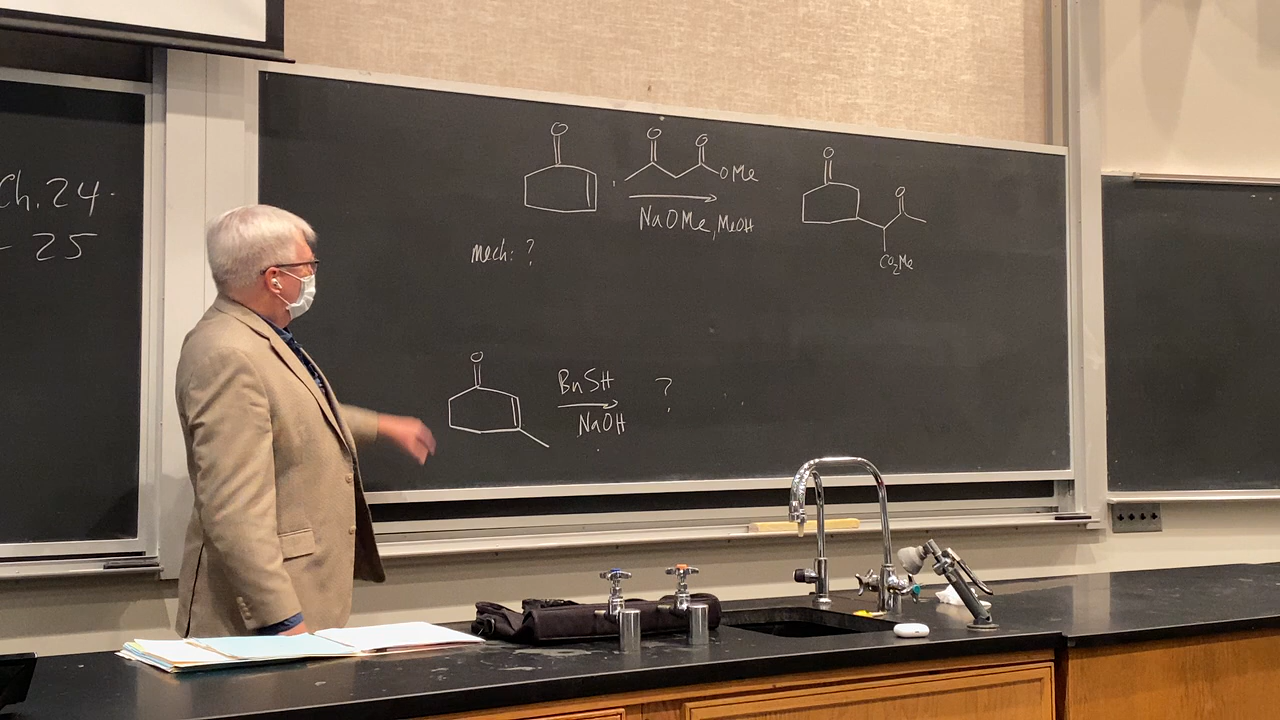 Ch. 24.
- 25
O
O
O
OMe
NaOMe, MeOH
O
O
CO2Me
mech: ?
O
BnSH
NaOH
?